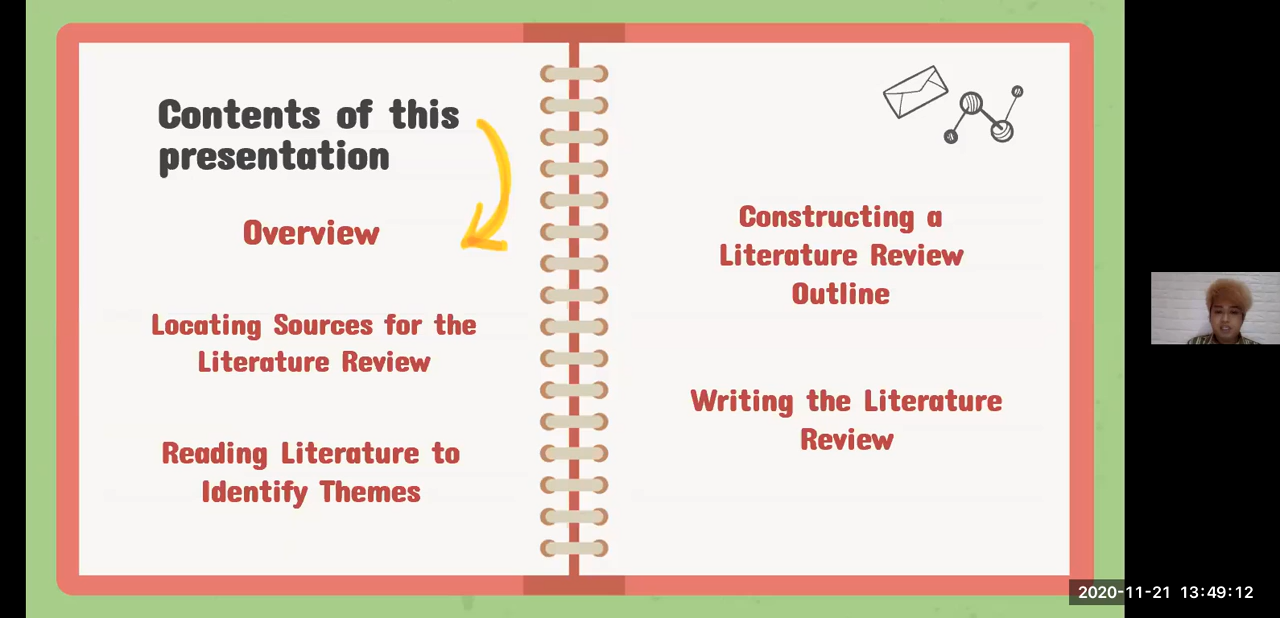 Contents of this
presentation
Overview
Locating Sources for the
Literature Review
Reading Literature to
Identify Themes
Constructing a
Literature Review
Outline
Writing the Literature
Review
2020-11-21 13:49:12